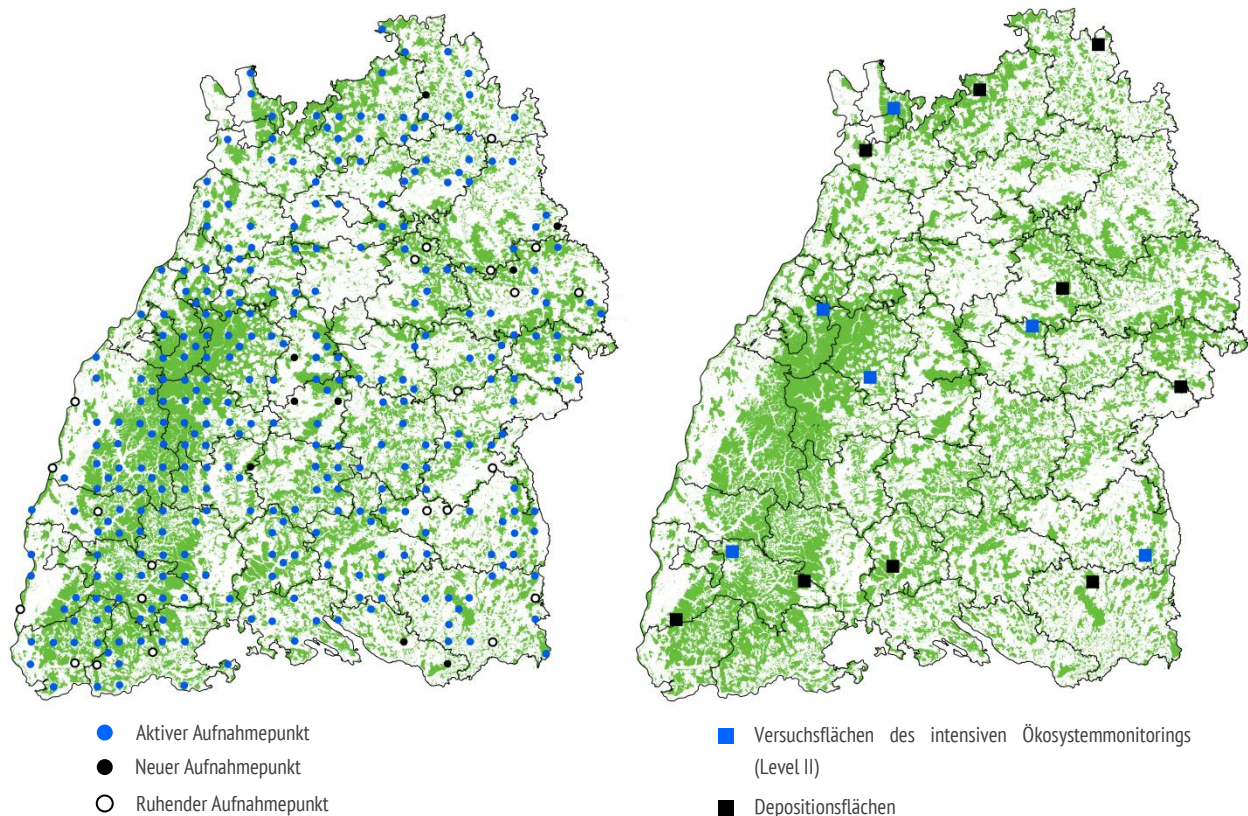 Aktiver Aufnahmepunkt
Neuer Aufnahmepunkt
Ruhender Aufnahmepunkt
Versuchsflächen des intensiven Ökosystemmonitorings
(Level II)
Depositionsflächen